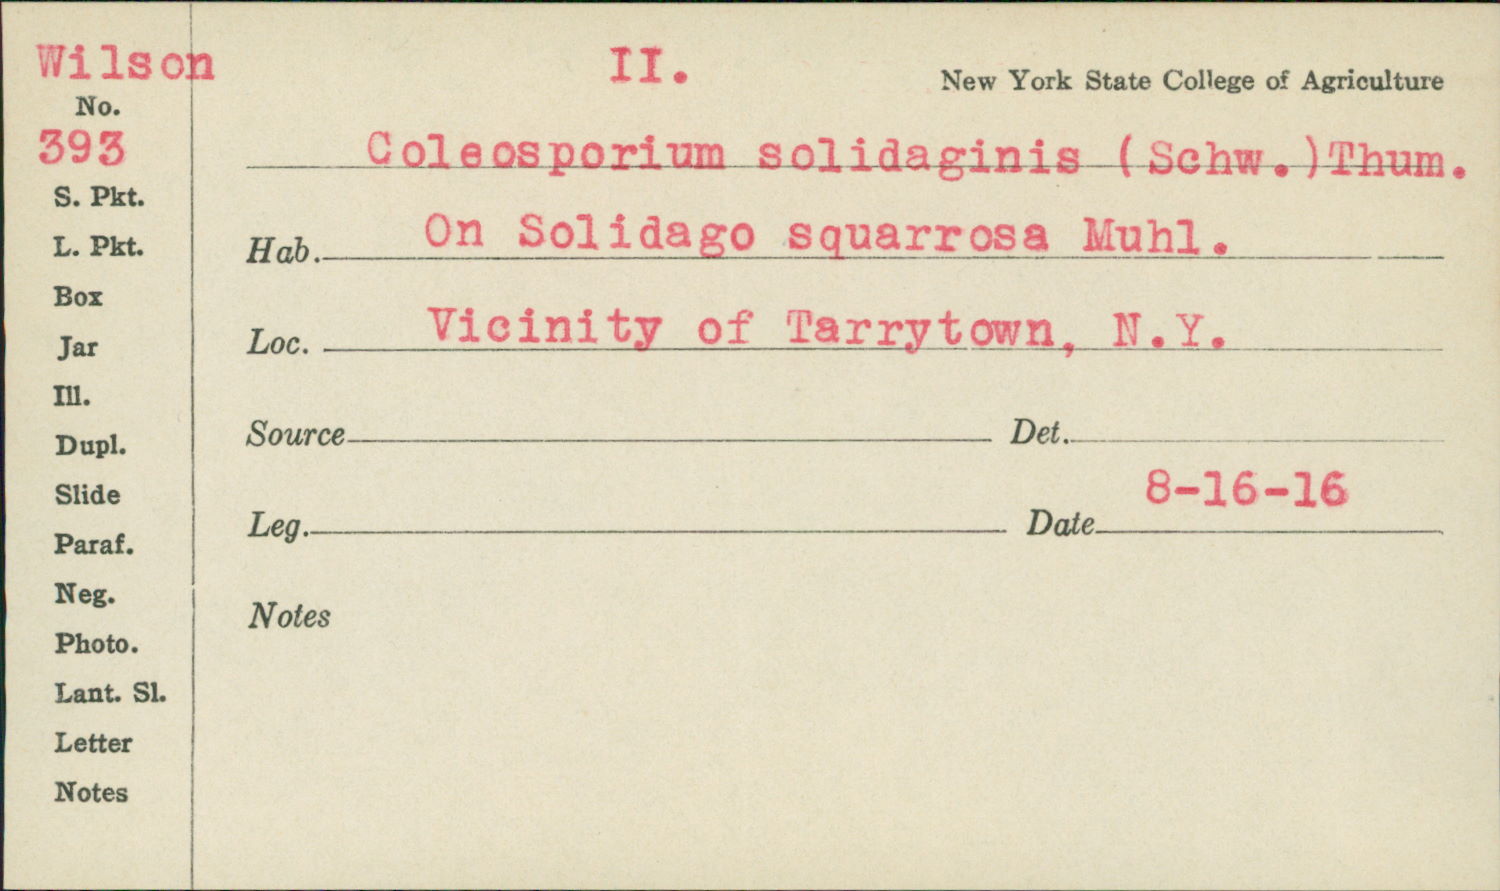 Wilson
II.
New York State College of Agriculture
No.
393
Coleosporium solidaginis (Schw.)Thum.
S. Pkt.
L. Pkt.
Hab. On Solidago squarrosa Muhl.
Box
Jar
Loc. Vicinity of Tarrytown, N.Y.
Ill.
Dupl.
Source Det.
Slide
8-16-16
Leg. Date
Paraf.
Neg.
Notes
Photo.
Lant. Sl.
Letter
Notes